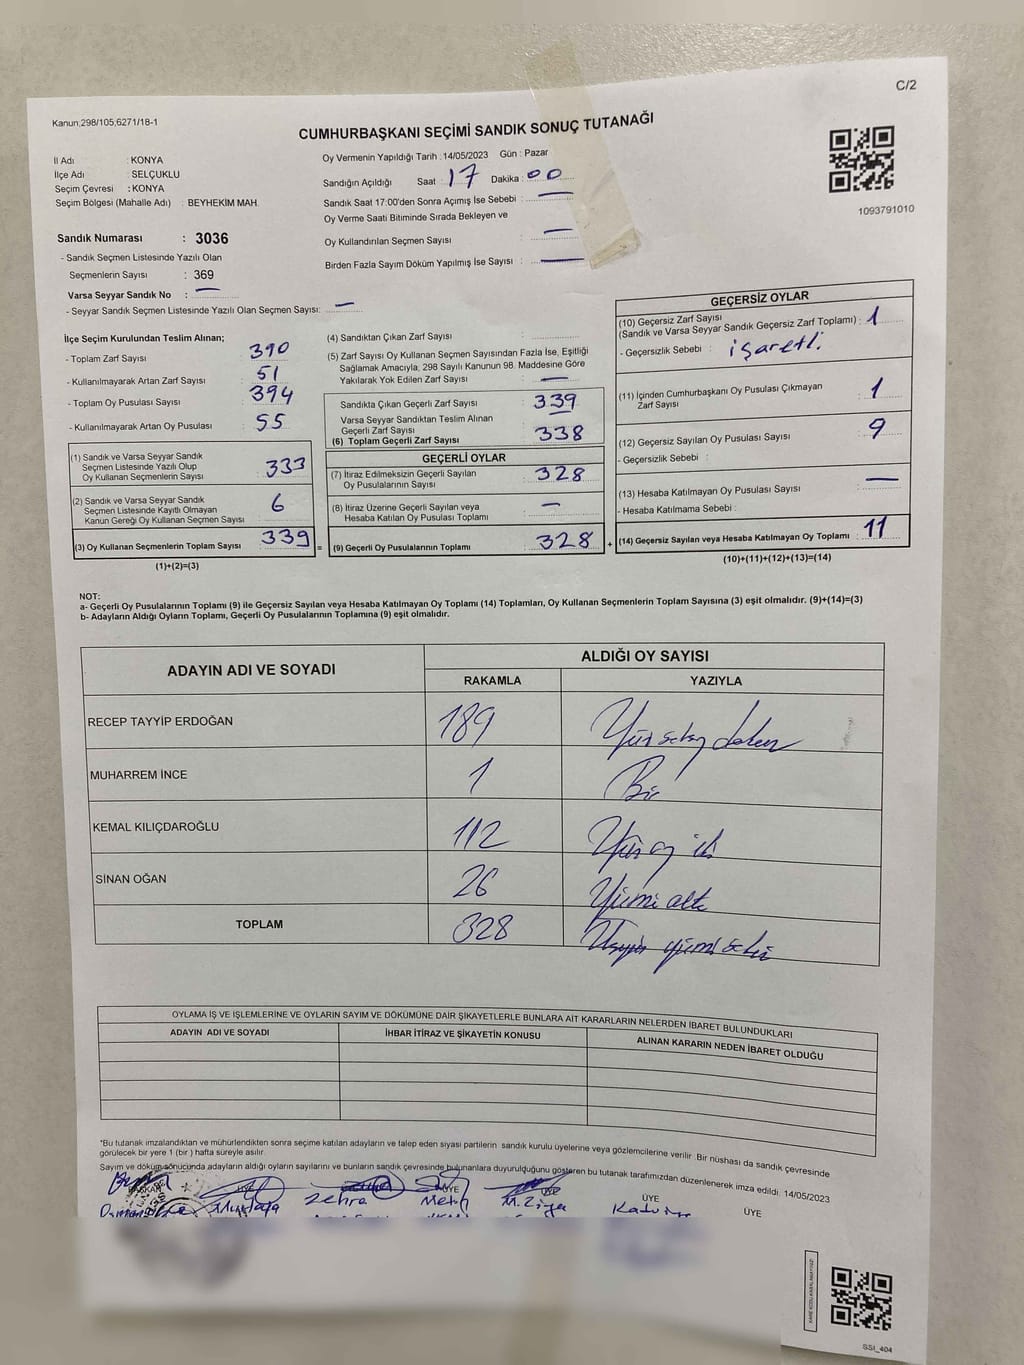 C/2
Kanun;298/105,6271/18-1
CUMHURBAŞKANI SEÇİMİ SANDIK SONUÇ TUTANAĞI
İl Adı : KONYA
İlçe Adı : SELÇUKLU
Seçim Çevresi : KONYA
Seçim Bölgesi (Mahalle Adı) : BEYHEKİM MAH.
Sandık Numarası : 3036
- Sandık Seçmen Listesinde Yazılı Olan
Seçmenlerin Sayısı : 369
Varsa Seyyar Sandık No : —
- Seyyar Sandık Seçmen Listesinde Yazılı Olan Seçmen Sayısı: —
Oy Vermenin Yapıldığı Tarih : 14/05/2023 Gün : Pazar
Sandığın Açıldığı Saat : 17 Dakika : 00
Sandık Saat 17:00'den Sonra Açımış İse Sebebi : —
Oy Verme Saati Bitiminde Sırada Bekleyen ve
Oy Kullandırılan Seçmen Sayısı : —
Birden Fazla Sayım Döküm Yapılmış İse Sayısı : —
1093791010
İlçe Seçim Kurulundan Teslim Alınan;
- Toplam Zarf Sayısı : 390
- Kullanılmayarak Artan Zarf Sayısı : 51
- Toplam Oy Pusulası Sayısı : 394
- Kullanılmayarak Artan Oy Pusulası : 55
(1) Sandık ve Varsa Seyyar Sandık
Seçmen Listesinde Yazılı Olup
Oy Kullanan Seçmenlerin Sayısı : 333
(2) Sandık ve Varsa Seyyar Sandık
Seçmen Listesinde Kayıtlı Olmayan
Kanun Gereği Oy Kullanan Seçmen Sayısı : 6
(3) Oy Kullanan Seçmenlerin Toplam Sayısı : 339
(1)+(2)=(3)
(4) Sandıktan Çıkan Zarf Sayısı :
(5) Zarf Sayısı Oy Kullanan Seçmen Sayısından Fazla İse, Eşitliği
Sağlamak Amacıyla, 298 Sayılı Kanunun 98. Maddesine Göre
Yakılarak Yok Edilen Zarf Sayısı : —
Sandıkta Çıkan Geçerli Zarf Sayısı : 339
Varsa Seyyar Sandıktan Teslim Alınan
Geçerli Zarf Sayısı :
(6) Toplam Geçerli Zarf Sayısı : 338
GEÇERLİ OYLAR
(7) İtiraz Edilmeksizin Geçerli Sayılan
Oy Pusulalarının Sayısı : 328
(8) İtiraz Üzerine Geçerli Sayılan veya
Hesaba Katılan Oy Pusulası Toplamı : —
= (9) Geçerli Oy Pusulalarının Toplamı : 328 +
GEÇERSİZ OYLAR
(10) Geçersiz Zarf Sayısı
(Sandık ve Varsa Seyyar Sandık Geçersiz Zarf Toplamı) : 1
- Geçersizlik Sebebi : işaretli
(11) İçinden Cumhurbaşkanı Oy Pusulası Çıkmayan
Zarf Sayısı : 1
(12) Geçersiz Sayılan Oy Pusulası Sayısı : 9
- Geçersizlik Sebebi :
(13) Hesaba Katılmayan Oy Pusulası Sayısı : —
- Hesaba Katılmama Sebebi :
(14) Geçersiz Sayılan veya Hesaba Katılmayan Oy Toplamı : 11
(10)+(11)+(12)+(13)=(14)
NOT:
a- Geçerli Oy Pusulalarının Toplamı (9) ile Geçersiz Sayılan veya Hesaba Katılmayan Oy Toplamı (14) Toplamları, Oy Kullanan Seçmenlerin Toplam Sayısına (3) eşit olmalıdır. (9)+(14)=(3)
b- Adayların Aldığı Oyların Toplamı, Geçerli Oy Pusulalarının Toplamına (9) eşit olmalıdır.
ADAYIN ADI VE SOYADI ALDIĞI OY SAYISI
RAKAMLA YAZIYLA
RECEP TAYYİP ERDOĞAN 189 Yüz seksen dokuz
MUHARREM İNCE 1 Bir
KEMAL KILIÇDAROĞLU 112 Yüz on iki
SİNAN OĞAN 26 Yirmi altı
TOPLAM 328 Üçyüz yirmi sekiz
OYLAMA İŞ VE İŞLEMLERİNE VE OYLARIN SAYIM VE DÖKÜMÜNE DAİR ŞİKAYETLERLE BUNLARA AİT KARARLARIN NELERDEN İBARET BULUNDUKLARI
ADAYIN ADI VE SOYADI İHBAR İTİRAZ VE ŞİKAYETİN KONUSU ALINAN KARARIN NEDEN İBARET OLDUĞU
*Bu tutanak imzalandıktan ve mühürlendikten sonra seçime katılan adayların ve talep eden siyasi partilerin sandık kurulu üyelerine veya gözlemcilerine verilir. Bir nüshası da sandık çevresinde
görülecek bir yere 1 (bir ) hafta süreyle asılır.
Sayım ve döküm sonucunda adayların aldığı oyların sayılarını ve bunların sandık çevresinde bulunanlara duyurulduğunu gösteren bu tutanak tarafımızdan düzenlenerek imza edildi. 14/05/2023
BAŞKAN ÜYE ÜYE ÜYE ÜYE ÜYE
Osman Mustafa Zehra Metin M. Ziya
SSI_404